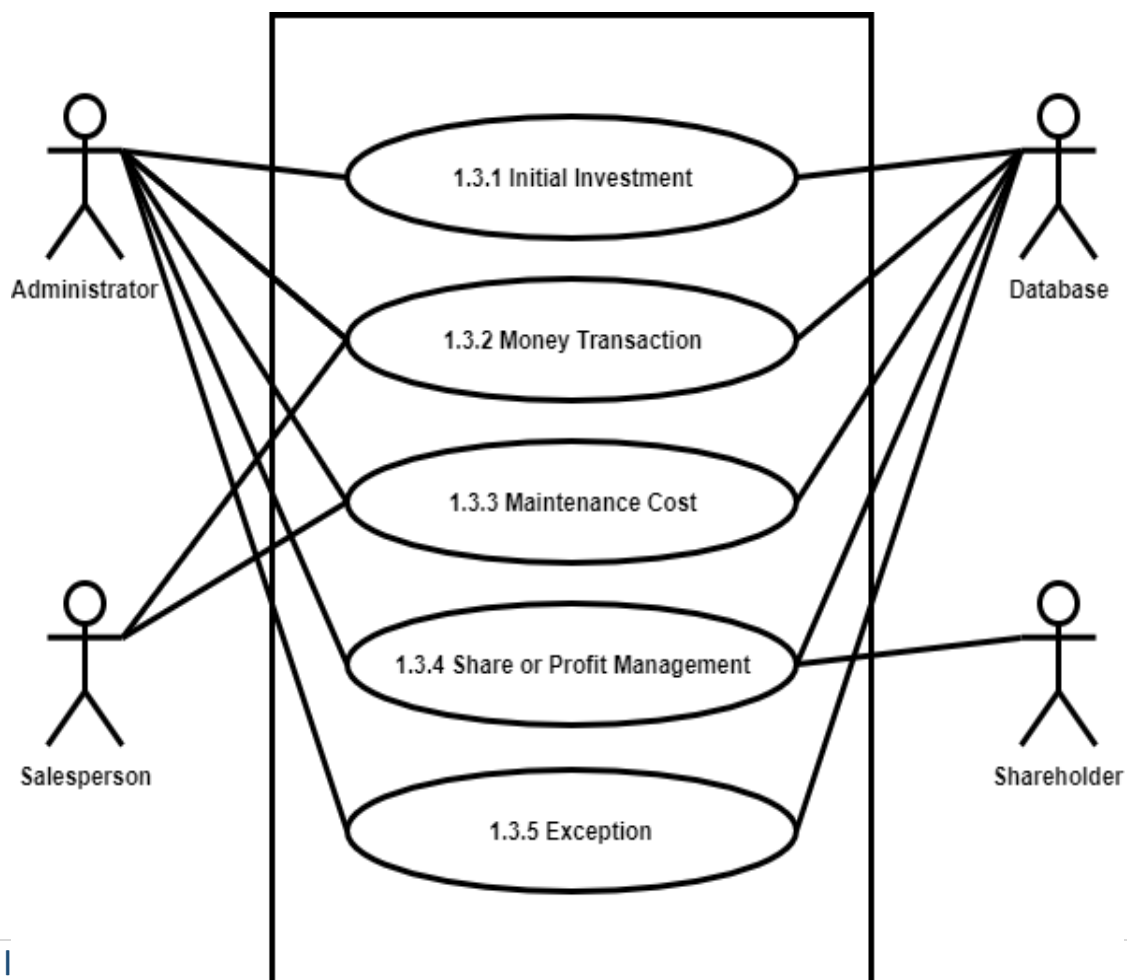 1.3.1 Initial Investment
Administrator
Database
1.3.2 Money Transaction
1.3.3 Maintenance Cost
1.3.4 Share or Profit Management
Salesperson
Shareholder
1.3.5 Exception